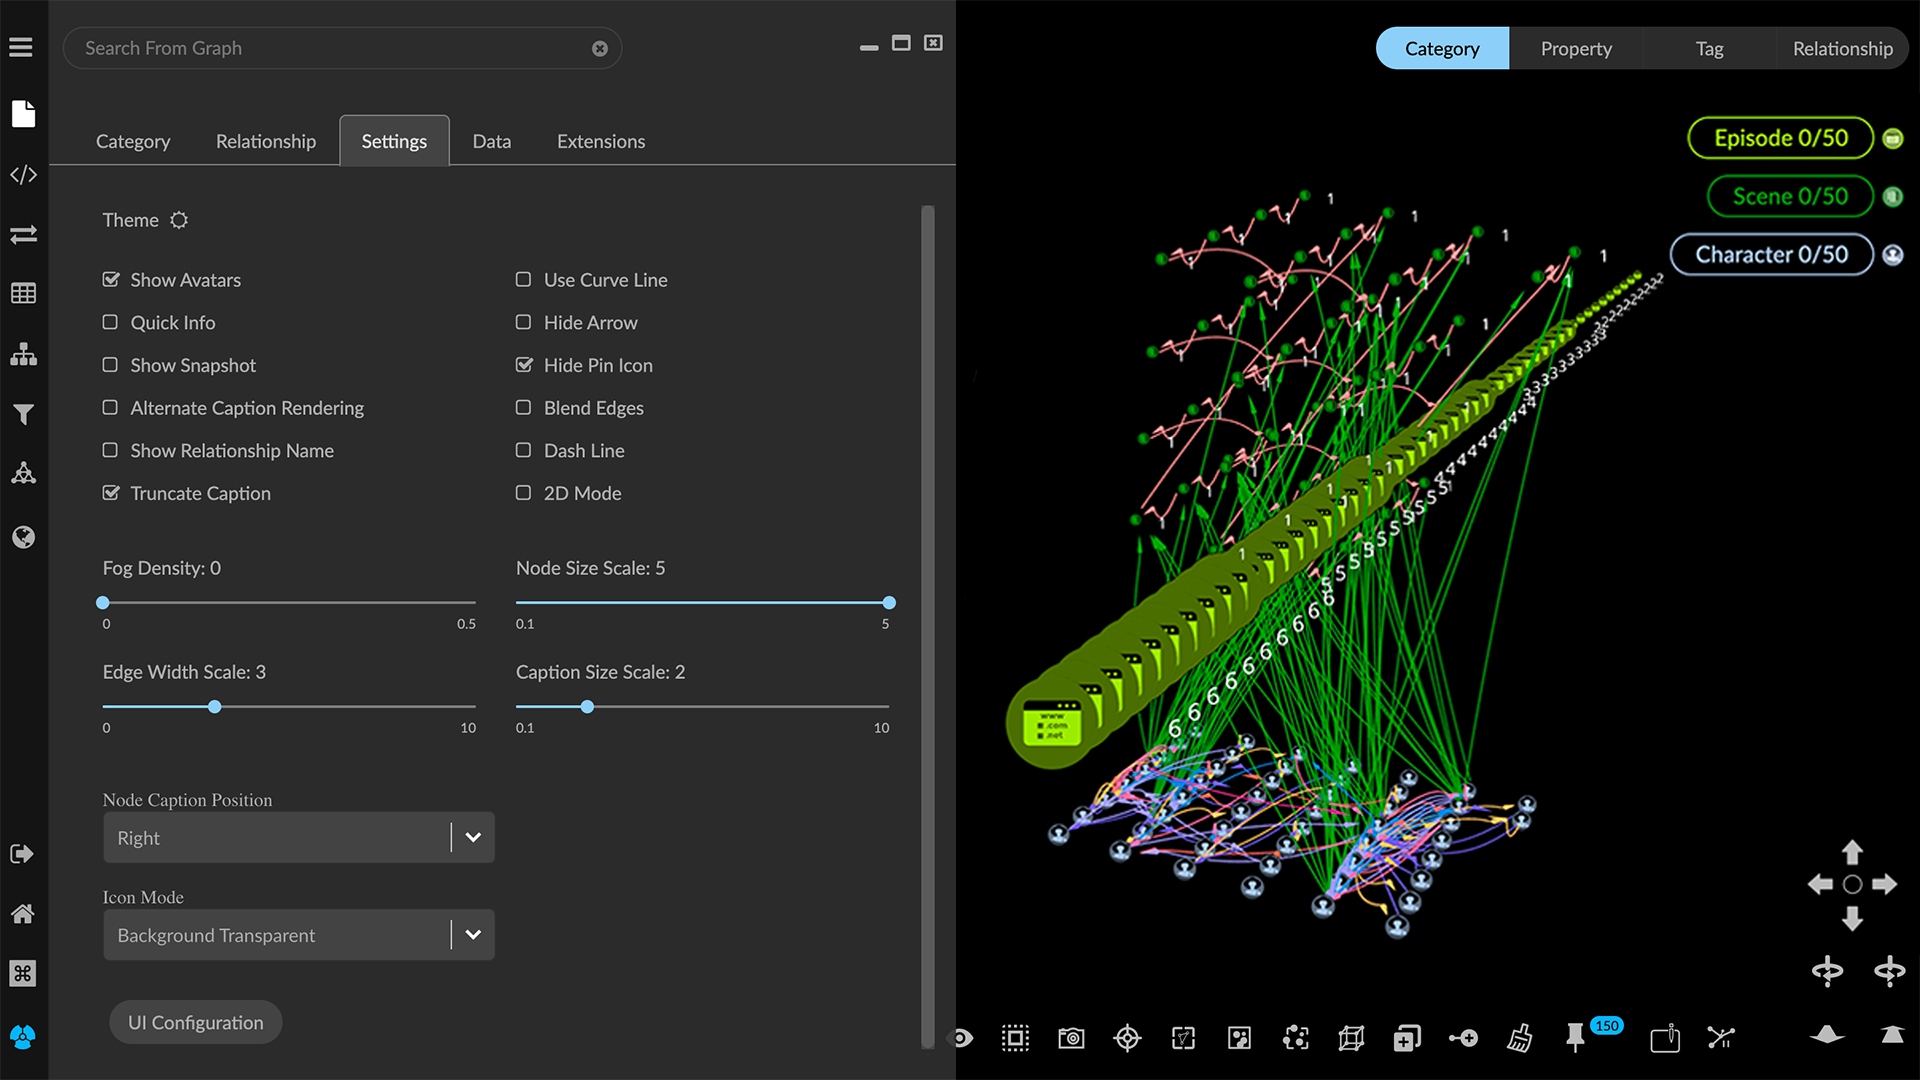 Search From Graph
Category Relationship Settings Data Extensions
Theme
Show Avatars
Quick Info
Show Snapshot
Alternate Caption Rendering
Show Relationship Name
Truncate Caption
Use Curve Line
Hide Arrow
Hide Pin Icon
Blend Edges
Dash Line
2D Mode
Fog Density: 0
0 0.5
Node Size Scale: 5
0.1 5
Edge Width Scale: 3
0 10
Caption Size Scale: 2
0.1 10
Node Caption Position
Right
Icon Mode
Background Transparent
UI Configuration
Category Property Tag Relationship
Episode 0/50
Scene 0/50
Character 0/50
www
.com
.net
150